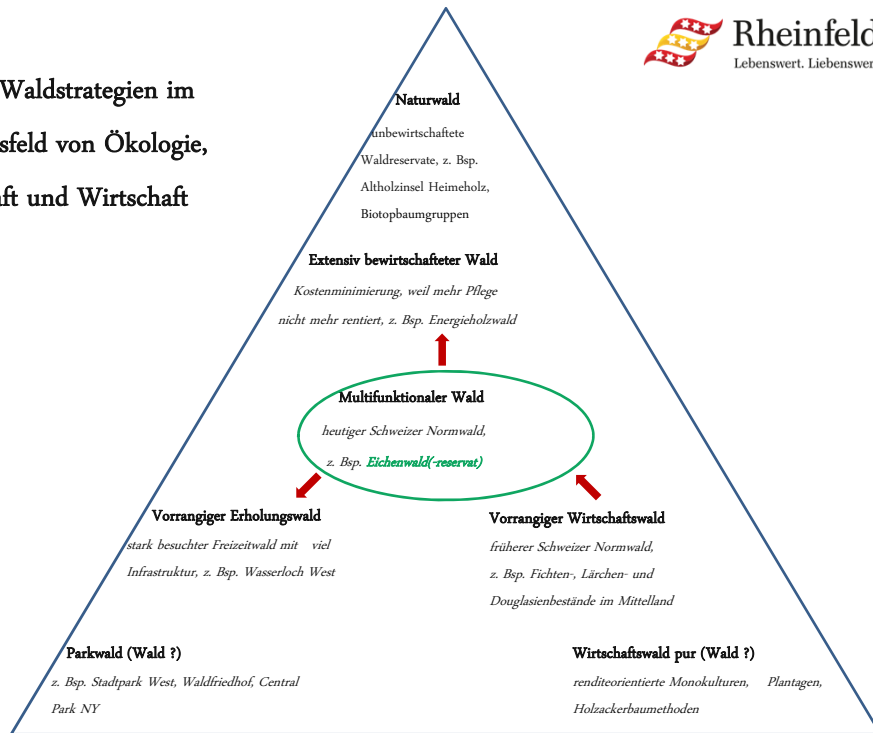 Waldstrategien im
sfeld von Ökologie,
ft und Wirtschaft
Rheinfeld
Lebenswert. Liebenswer
Naturwald
unbewirtschaftete
Waldreservate, z. Bsp.
Altholzinsel Heimeholz,
Biotopbaumgruppen
Extensiv bewirtschafteter Wald
Kostenminimierung, weil mehr Pflege
nicht mehr rentiert, z. Bsp. Energieholzwald
Multifunktionaler Wald
heutiger Schweizer Normwald,
z. Bsp. Eichenwald(-reservat)
Vorrangiger Erholungswald
stark besuchter Freizeitwald mit viel
Infrastruktur, z. Bsp. Wasserloch West
Vorrangiger Wirtschaftswald
früherer Schweizer Normwald,
z. Bsp. Fichten-, Lärchen- und
Douglasienbestände im Mittelland
Parkwald (Wald ?)
z. Bsp. Stadtpark West, Waldfriedhof, Central
Park NY
Wirtschaftswald pur (Wald ?)
renditeorientierte Monokulturen, Plantagen,
Holzackerbaumethoden